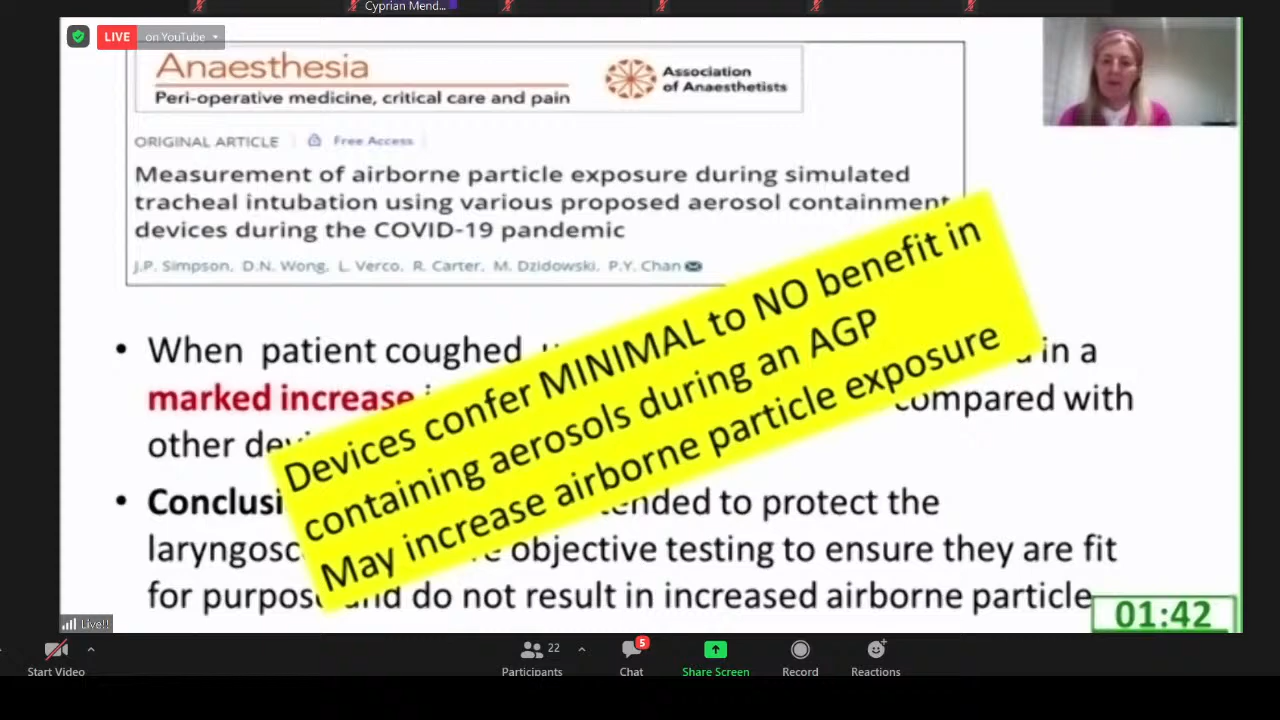 Cyprian Mend...
LIVE on YouTube
Anaesthesia
Peri-operative medicine, critical care and pain
Association
of Anaesthetists
ORIGINAL ARTICLE Free Access
Measurement of airborne particle exposure during simulated
tracheal intubation using various proposed aerosol containment
devices during the COVID-19 pandemic
J.P. Simpson, D.N. Wong, L. Verco, R. Carter, M. Dzidowski, P.Y. Chan
• When patient coughed in a
marked increase compared with
other
• to protect the
objective testing to ensure they are fit
for and do not result in increased airborne particle
Devices confer MINIMAL to NO benefit in
containing aerosols during an AGP
May increase airborne particle exposure
01:42
Live!!
22
5
Start Video
Participants
Chat
Share Screen
Record
Reactions